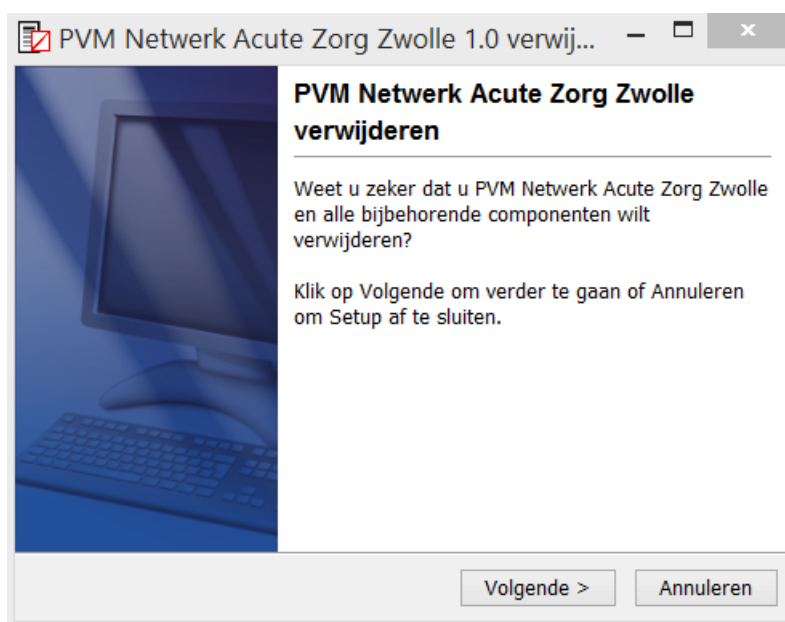 PVM Netwerk Acute Zorg Zwolle 1.0 verwij...
PVM Netwerk Acute Zorg Zwolle
verwijderen
Weet u zeker dat u PVM Netwerk Acute Zorg Zwolle
en alle bijbehorende componenten wilt
verwijderen?
Klik op Volgende om verder te gaan of Annuleren
om Setup af te sluiten.
Volgende >
Annuleren